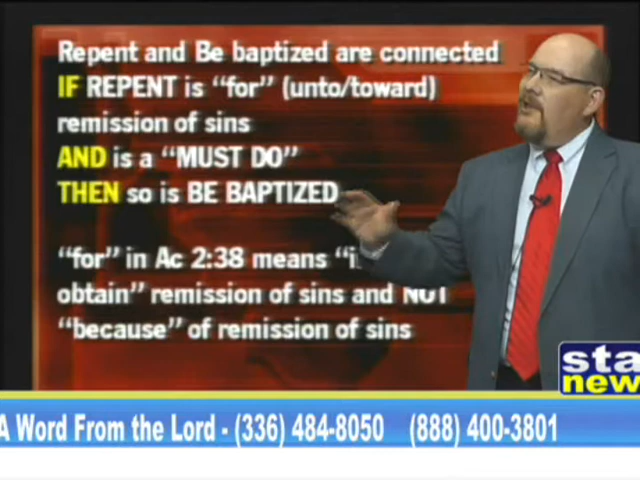 Repent and Be baptized are connected
IF REPENT is “for” (unto/toward)
remission of sins
AND is a “MUST DO”
THEN so is BE BAPTIZED
“for” in Ac 2:38 means
obtain” remission of sins and NOT
“because” of remission of sins
sta
new
A Word From the Lord - (336) 484-8050 (888) 400-3801